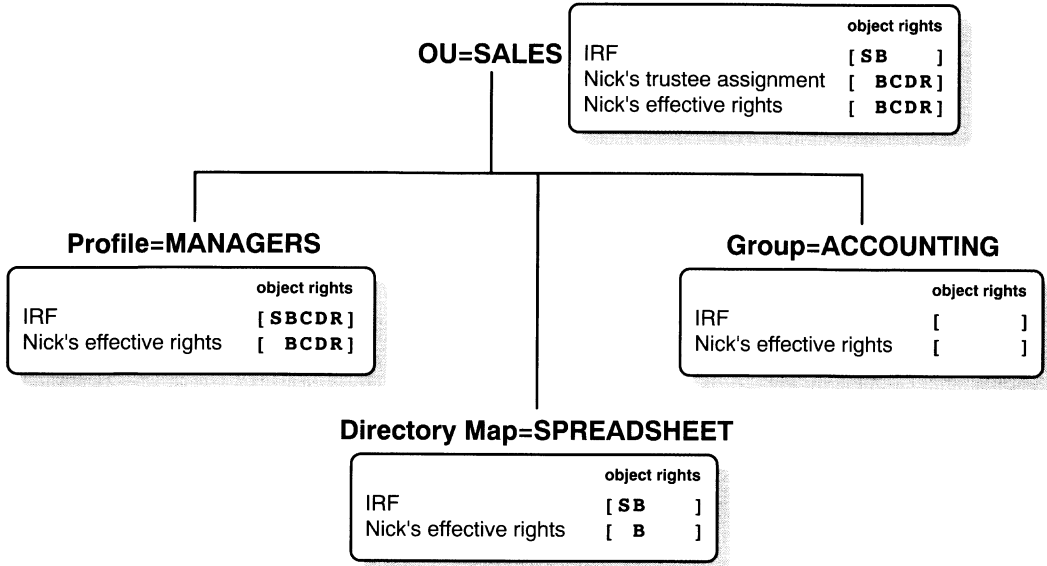 OU=SALES
object rights
IRF [SB ]
Nick's trustee assignment [ BCDR]
Nick's effective rights [ BCDR]
Profile=MANAGERS
object rights
IRF [SBCDR]
Nick's effective rights [ BCDR]
Group=ACCOUNTING
object rights
IRF [ ]
Nick's effective rights [ ]
Directory Map=SPREADSHEET
object rights
IRF [SB ]
Nick's effective rights [ B ]